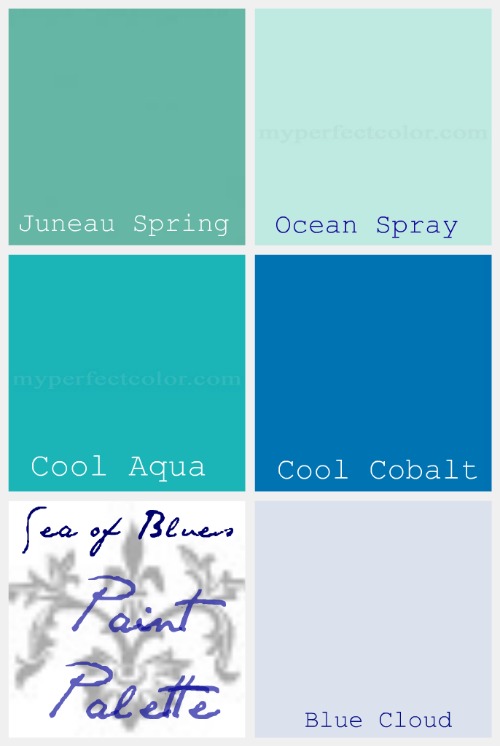 Juneau Spring
myperfectcolor.com
Ocean Spray
myperfectcolor.com
Cool Aqua
Cool Cobalt
Sea of Blues
Paint
Palette
Blue Cloud